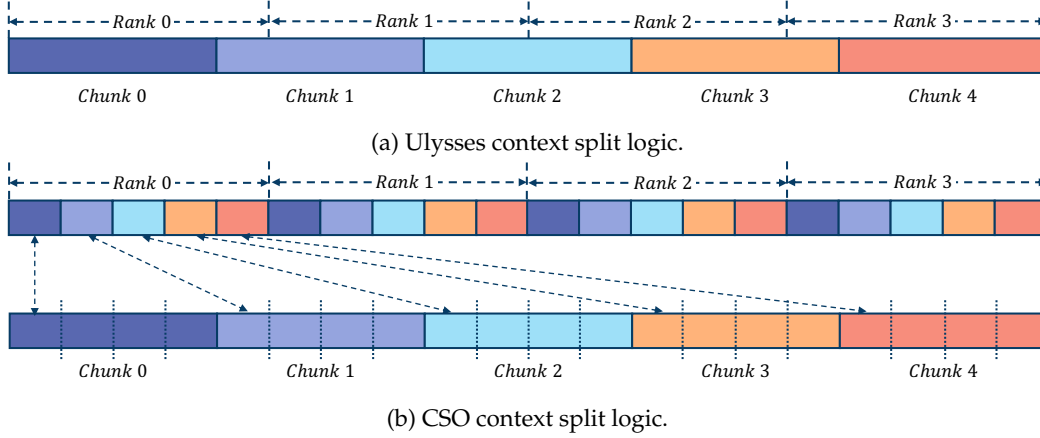 Rank 0 Rank 1 Rank 2 Rank 3
Chunk 0 Chunk 1 Chunk 2 Chunk 3 Chunk 4
(a) Ulysses context split logic.
Rank 0 Rank 1 Rank 2 Rank 3
Chunk 0 Chunk 1 Chunk 2 Chunk 3 Chunk 4
(b) CSO context split logic.